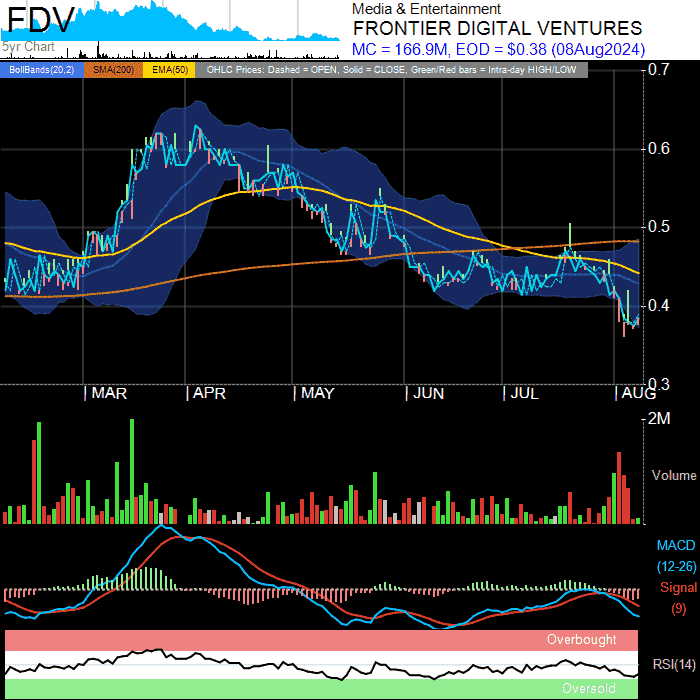 FDV
5yr Chart
Media & Entertainment
FRONTIER DIGITAL VENTURES
MC = 166.9M, EOD = $0.38 (08Aug2024)
BollBands(20,2) SMA(200) EMA(50) OHLC Prices: Dashed = OPEN, Solid = CLOSE, Green/Red bars = Intra-day HIGH/LOW
0.7
0.6
0.5
0.4
0.3
MAR APR MAY JUN JUL AUG
2M
Volume
MACD
(12-26)
Signal
(9)
Overbought
RSI(14)
Oversold